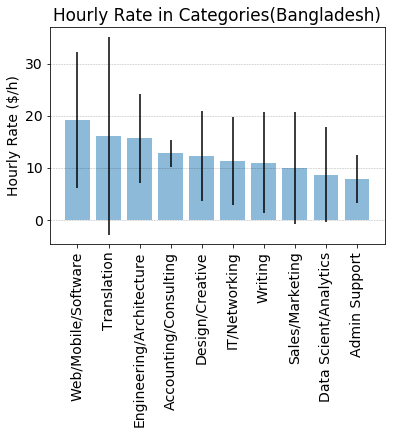 Hourly Rate in Categories(Bangladesh)
Hourly Rate ($/h)
30
20
10
0
Web/Mobile/Software
Translation
Engineering/Architecture
Accounting/Consulting
Design/Creative
IT/Networking
Writing
Sales/Marketing
Data Scient/Analytics
Admin Support